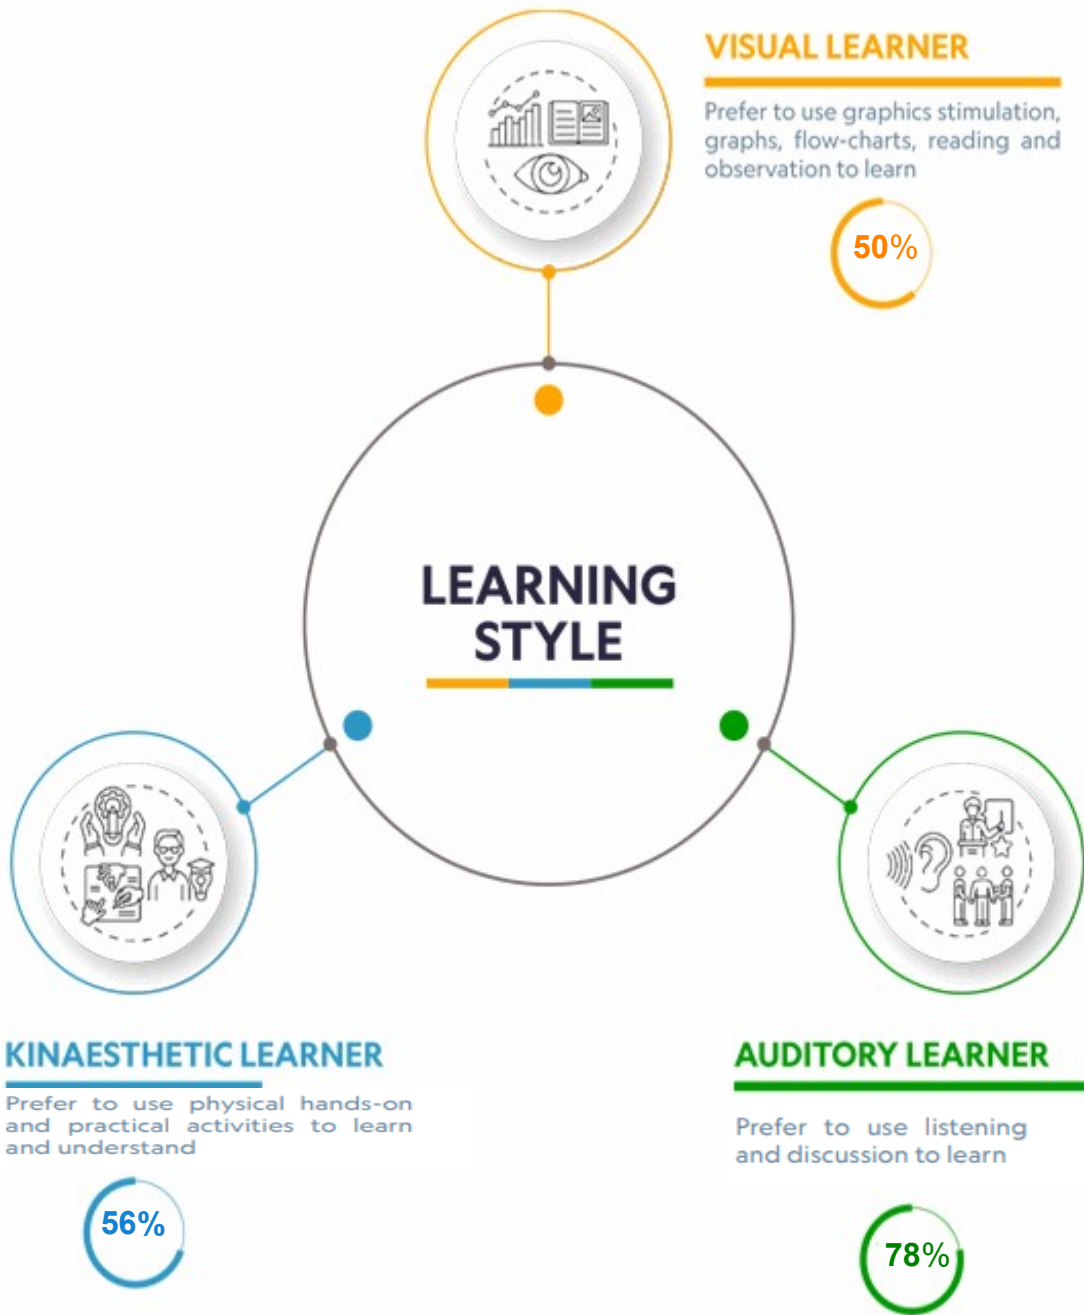 VISUAL LEARNER
Prefer to use graphics stimulation,
graphs, flow-charts, reading and
observation to learn
50%
LEARNING
STYLE
KINAESTHETIC LEARNER
Prefer to use physical hands-on
and practical activities to learn
and understand
56%
AUDITORY LEARNER
Prefer to use listening
and discussion to learn
78%